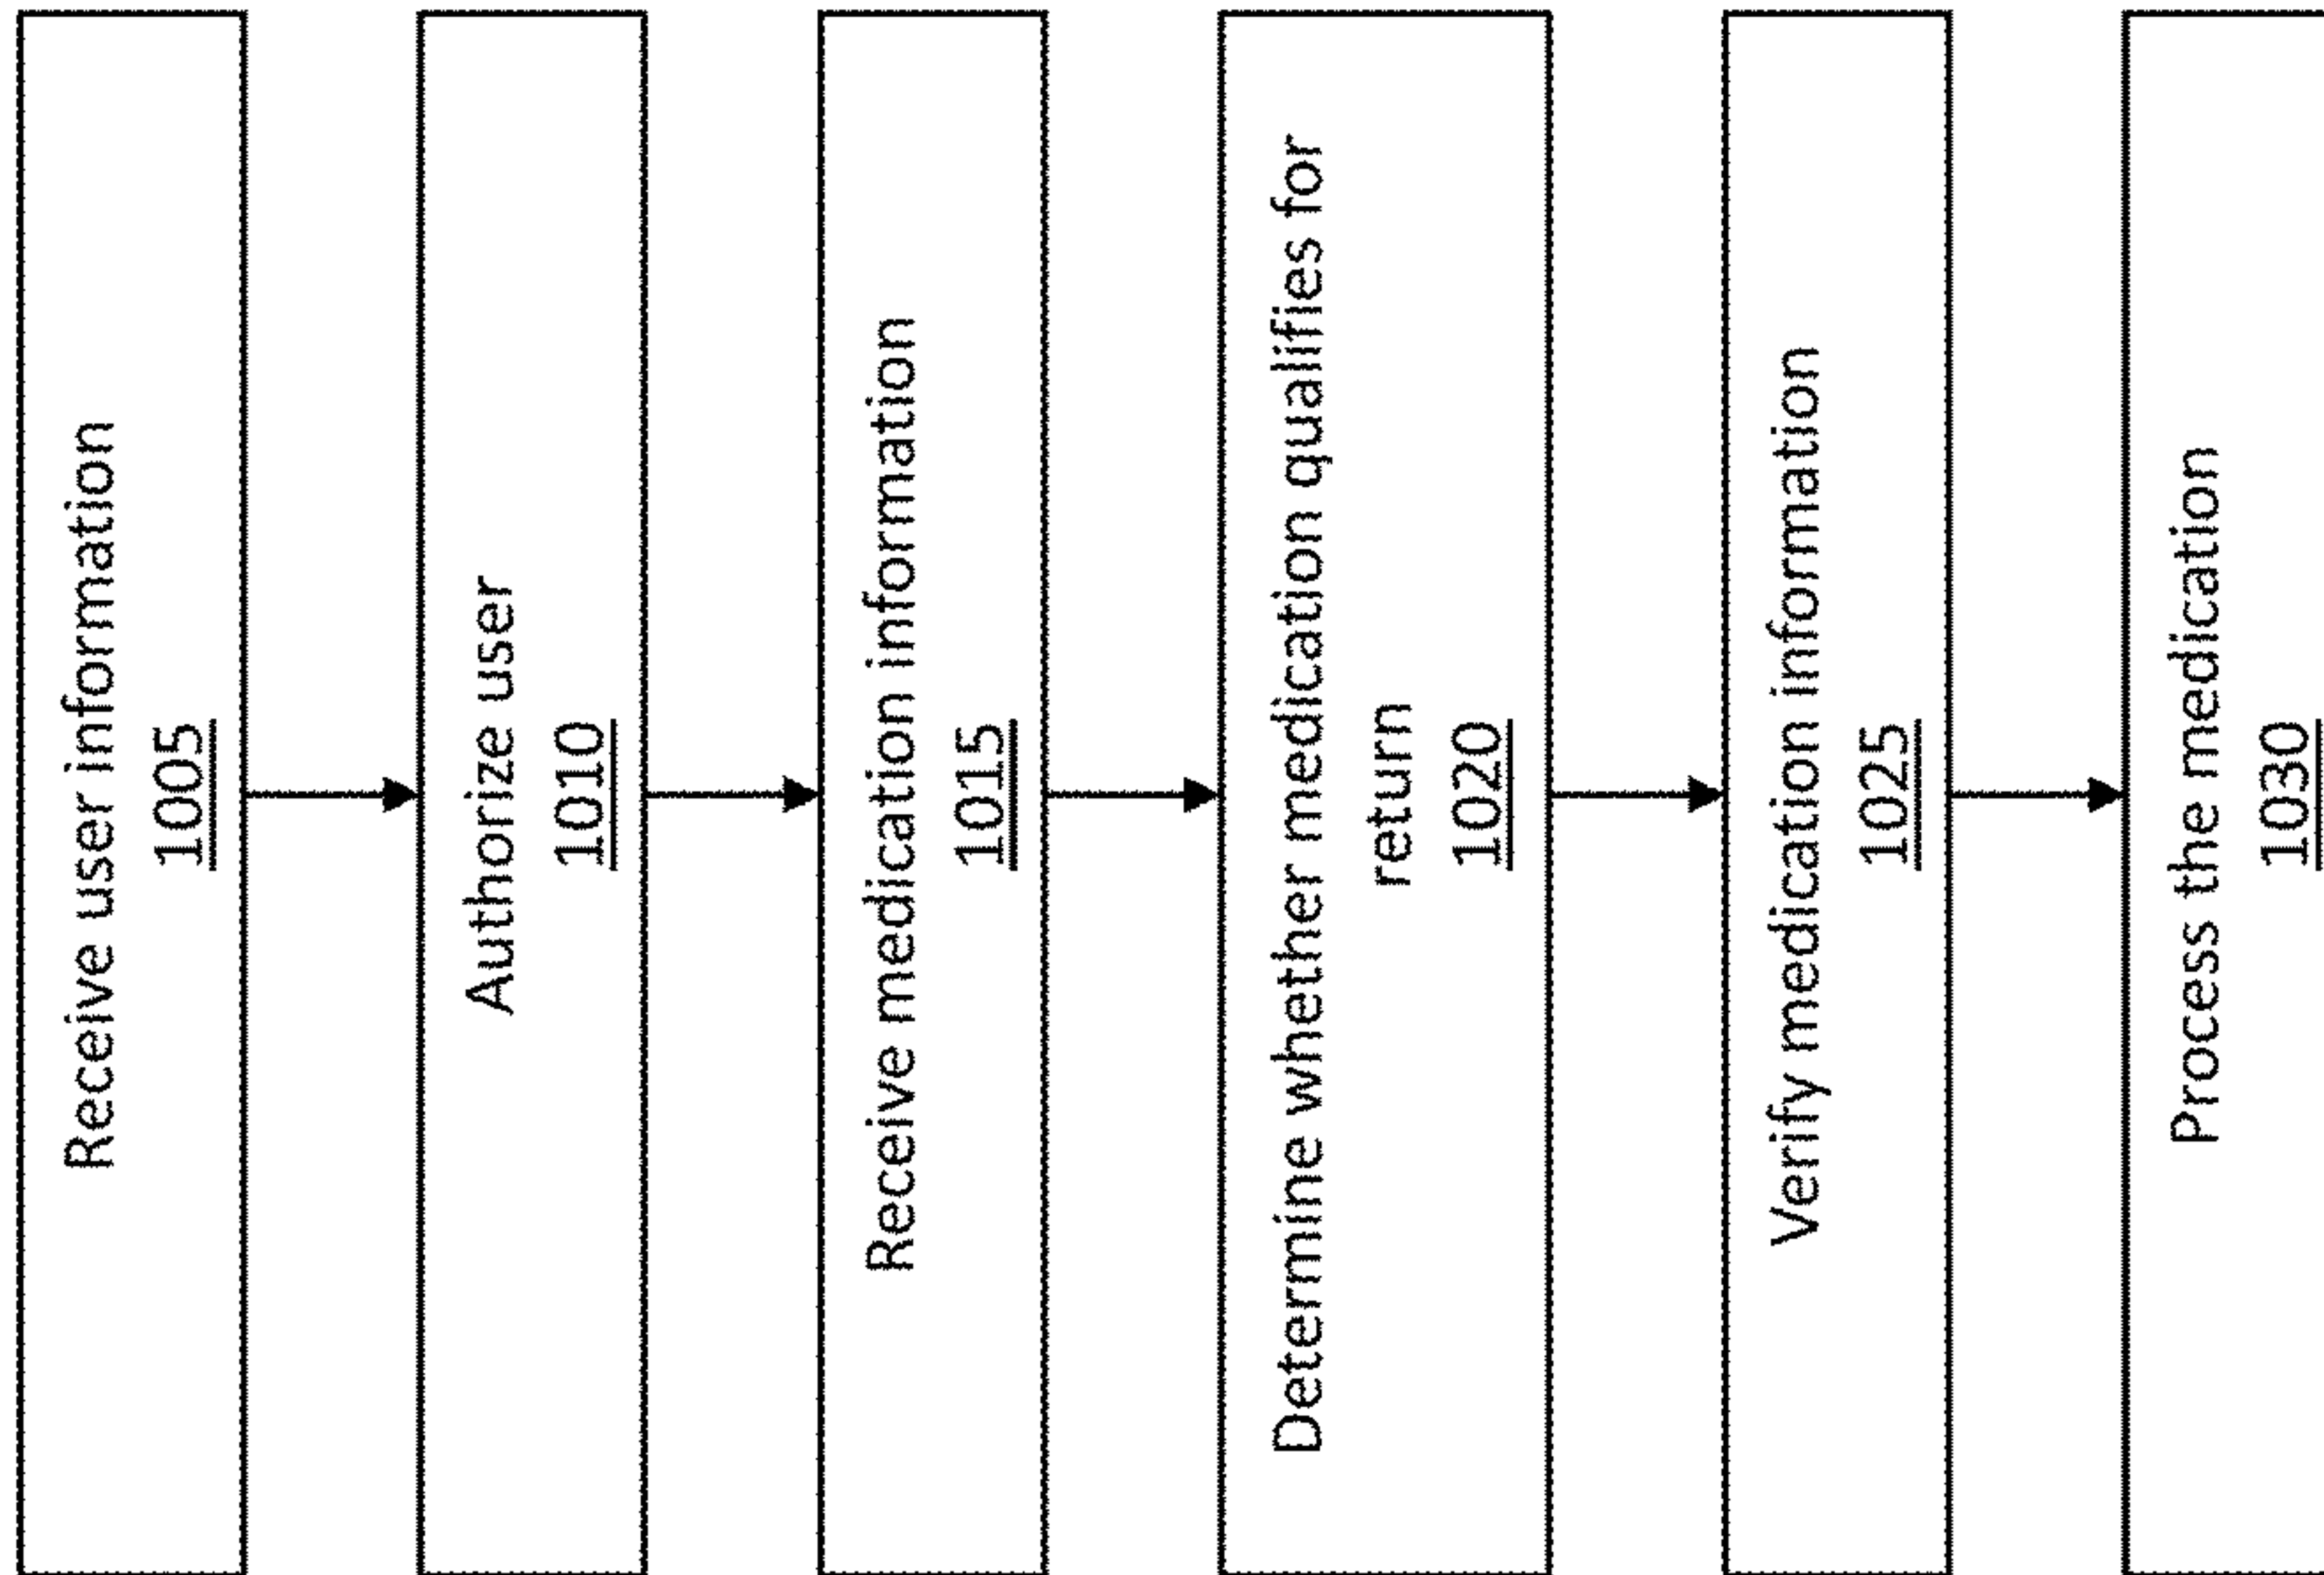 Receive user information
1005
Authorize user
1010
Receive medication information
1015
Determine whether medication qualifies for
return
1020
Verify medication information
1025
Process the medication
1030